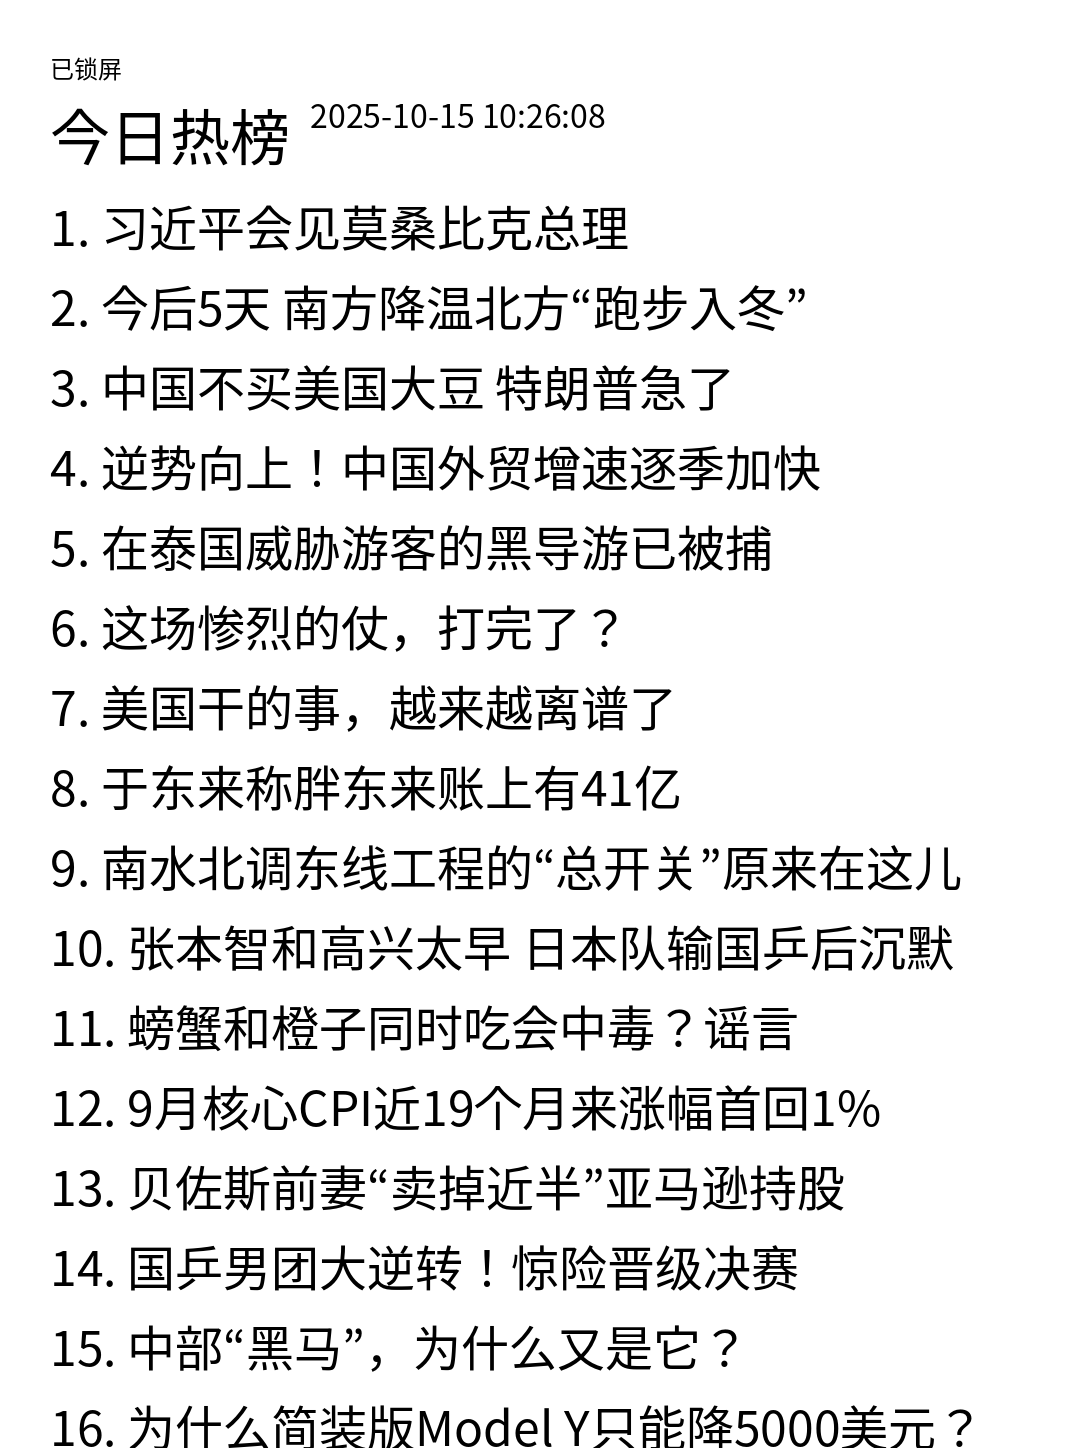 已锁屏
今日热榜 2025-10-15 10:26:08
1. 习近平会见莫桑比克总理
2. 今后5天 南方降温北方“跑步入冬”
3. 中国不买美国大豆 特朗普急了
4. 逆势向上！中国外贸增速逐季加快
5. 在泰国威胁游客的黑导游已被捕
6. 这场惨烈的仗，打完了？
7. 美国干的事，越来越离谱了
8. 于东来称胖东来账上有41亿
9. 南水北调东线工程的“总开关”原来在这儿
10. 张本智和高兴太早 日本队输国乒后沉默
11. 螃蟹和橙子同时吃会中毒？谣言
12. 9月核心CPI近19个月来涨幅首回1%
13. 贝佐斯前妻“卖掉近半”亚马逊持股
14. 国乒男团大逆转！惊险晋级决赛
15. 中部“黑马”，为什么又是它？
16. 为什么简装版Model Y只能降5000美元？